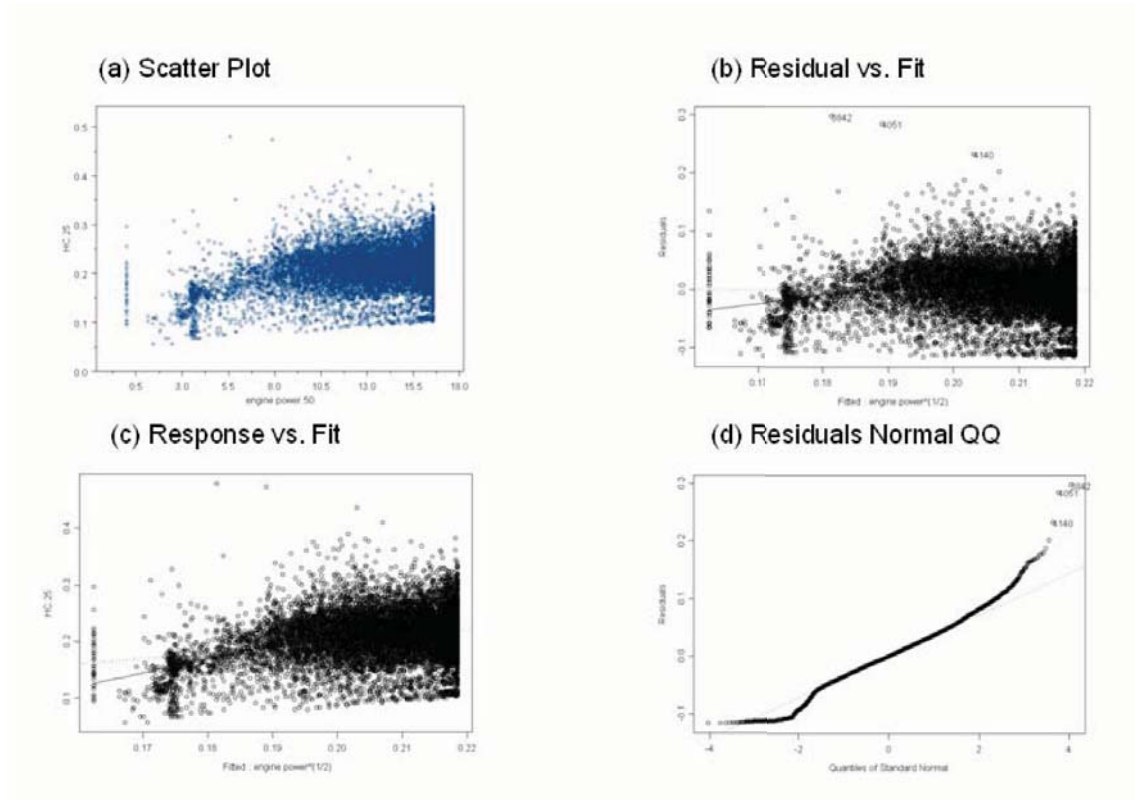 (a) Scatter Plot
HC.25
0.5
0.4
0.3
0.2
0.1
0.0
0.5 3.0 5.5 8.0 10.5 13.0 15.5 18.0
engine power 50
(b) Residual vs. Fit
Residuals
0.3
0.2
0.1
0.0
-0.1
4051
4140
0.17 0.18 0.19 0.20 0.21 0.22
Fitted : engine power^(1/2)
(c) Response vs. Fit
HC.25
0.4
0.3
0.2
0.1
0.17 0.18 0.19 0.20 0.21 0.22
Fitted : engine power^(1/2)
(d) Residuals Normal QQ
Residuals
0.3
0.2
0.1
0.0
-0.1
4051
4140
-4 -2 0 2 4
Quantiles of Standard Normal